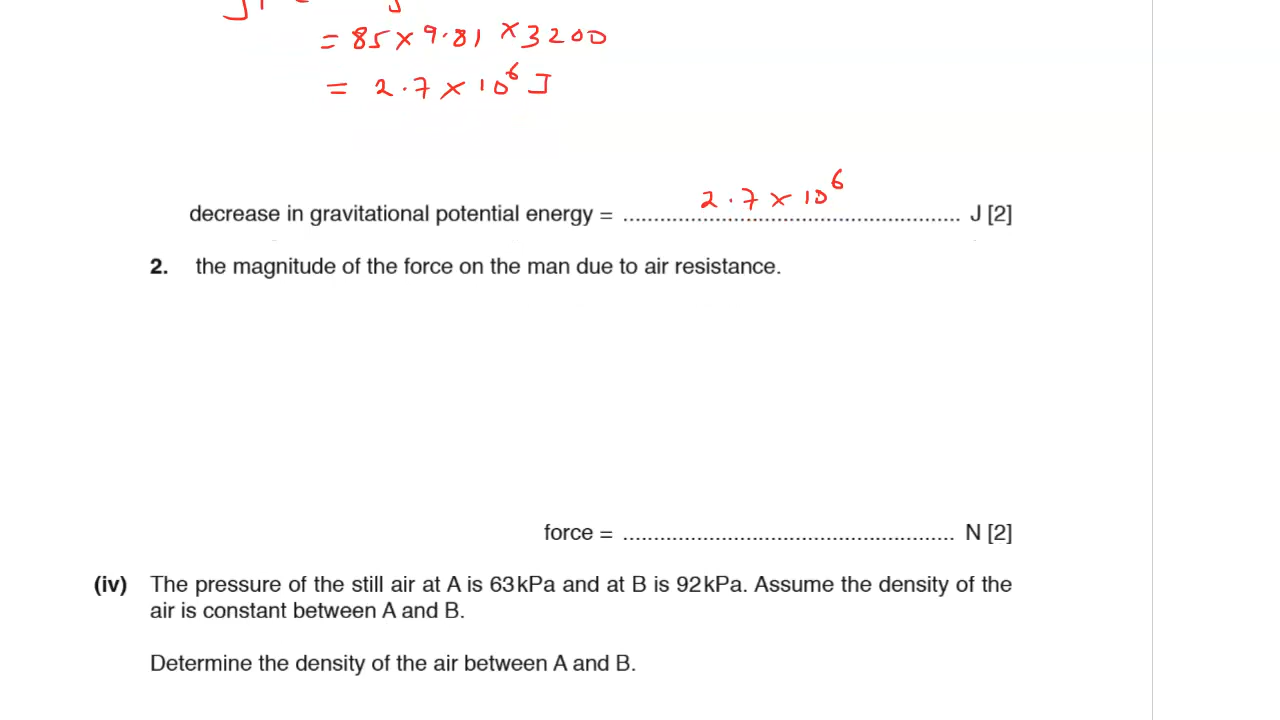 = 85 × 9.81 × 3200
= 2.7 × 10⁶ J
2.7 × 10⁶
decrease in gravitational potential energy = ...................................................... J [2]
2. the magnitude of the force on the man due to air resistance.
force = ...................................................... N [2]
(iv) The pressure of the still air at A is 63 kPa and at B is 92 kPa. Assume the density of the
air is constant between A and B.
Determine the density of the air between A and B.